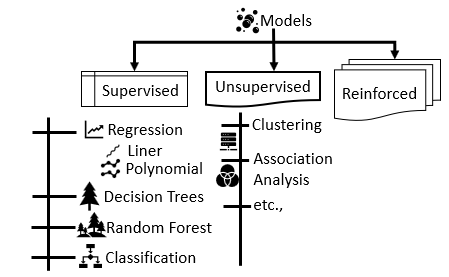 Models
Supervised
Unsupervised
Reinforced
Regression
Liner
Polynomial
Decision Trees
Random Forest
Classification
Clustering
Association
Analysis
etc.,